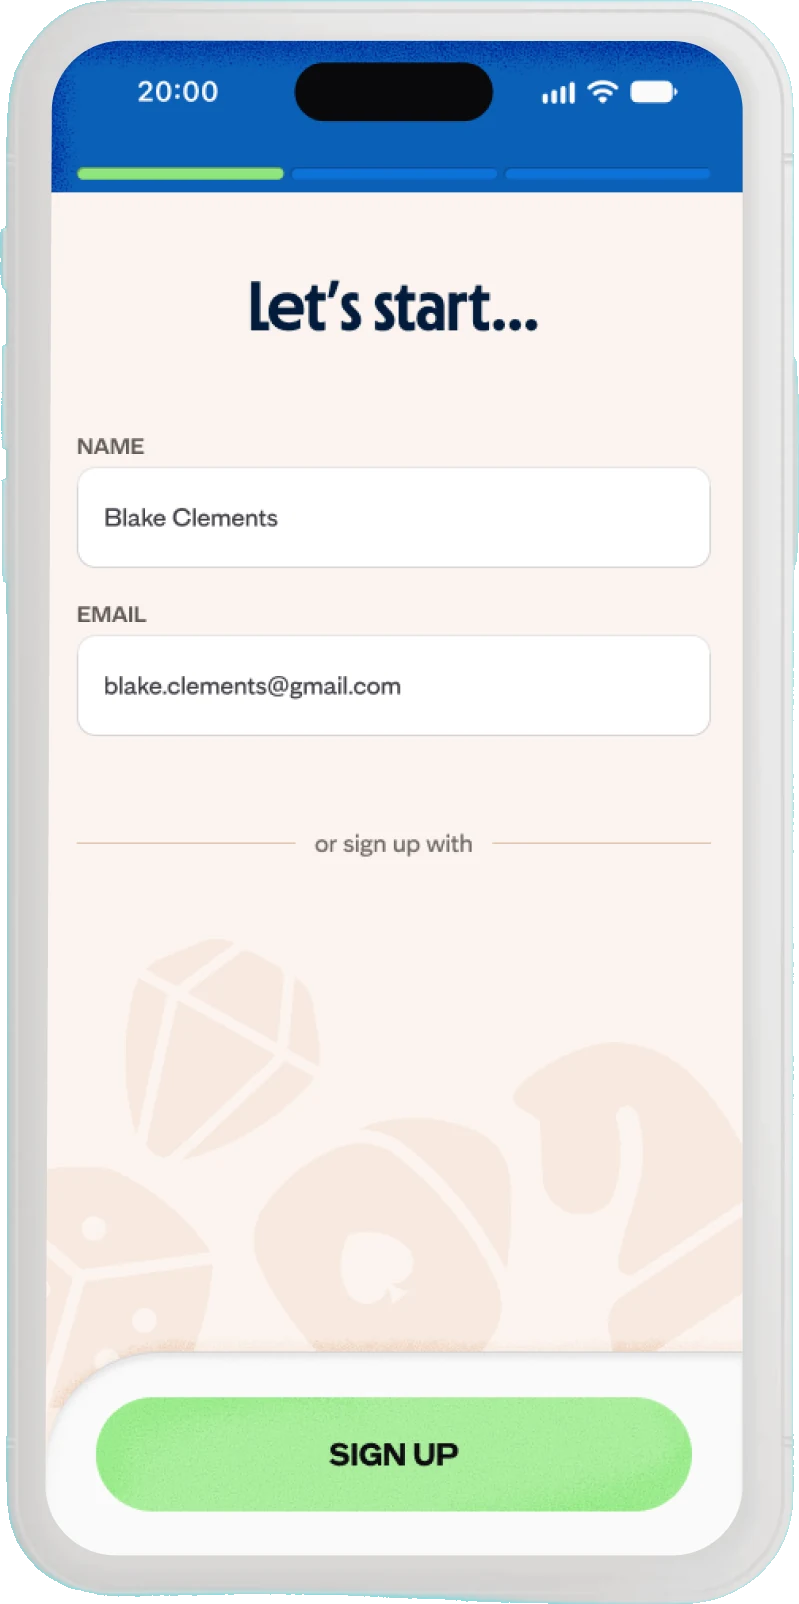 20:00
Let's start...
NAME
Blake Clements
EMAIL
blake.clements@gmail.com
or sign up with
SIGN UP